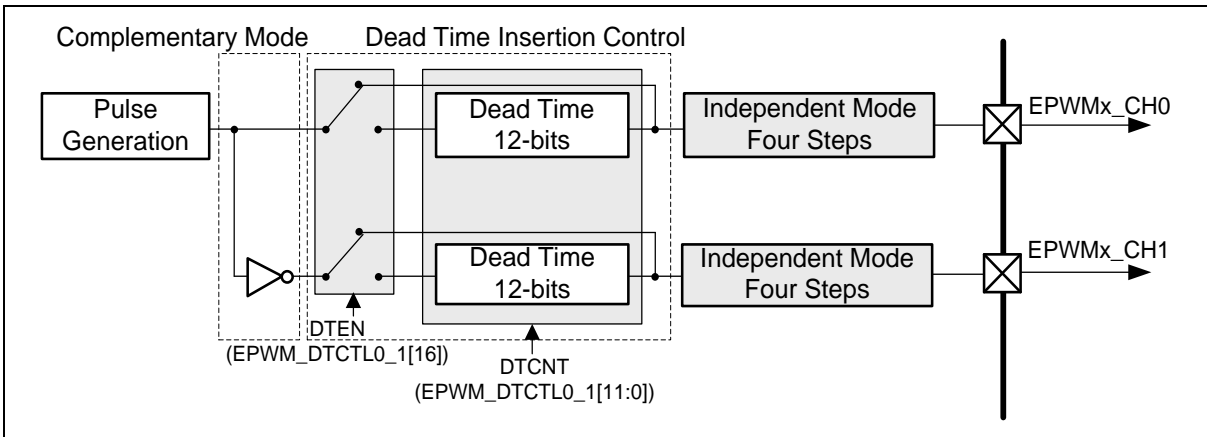 Complementary Mode
Dead Time Insertion Control
Pulse
Generation
Dead Time
12-bits
Independent Mode
Four Steps
EPWMx_CH0
Dead Time
12-bits
Independent Mode
Four Steps
EPWMx_CH1
DTEN
(EPWM_DTCTL0_1[16])
DTCNT
(EPWM_DTCTL0_1[11:0])